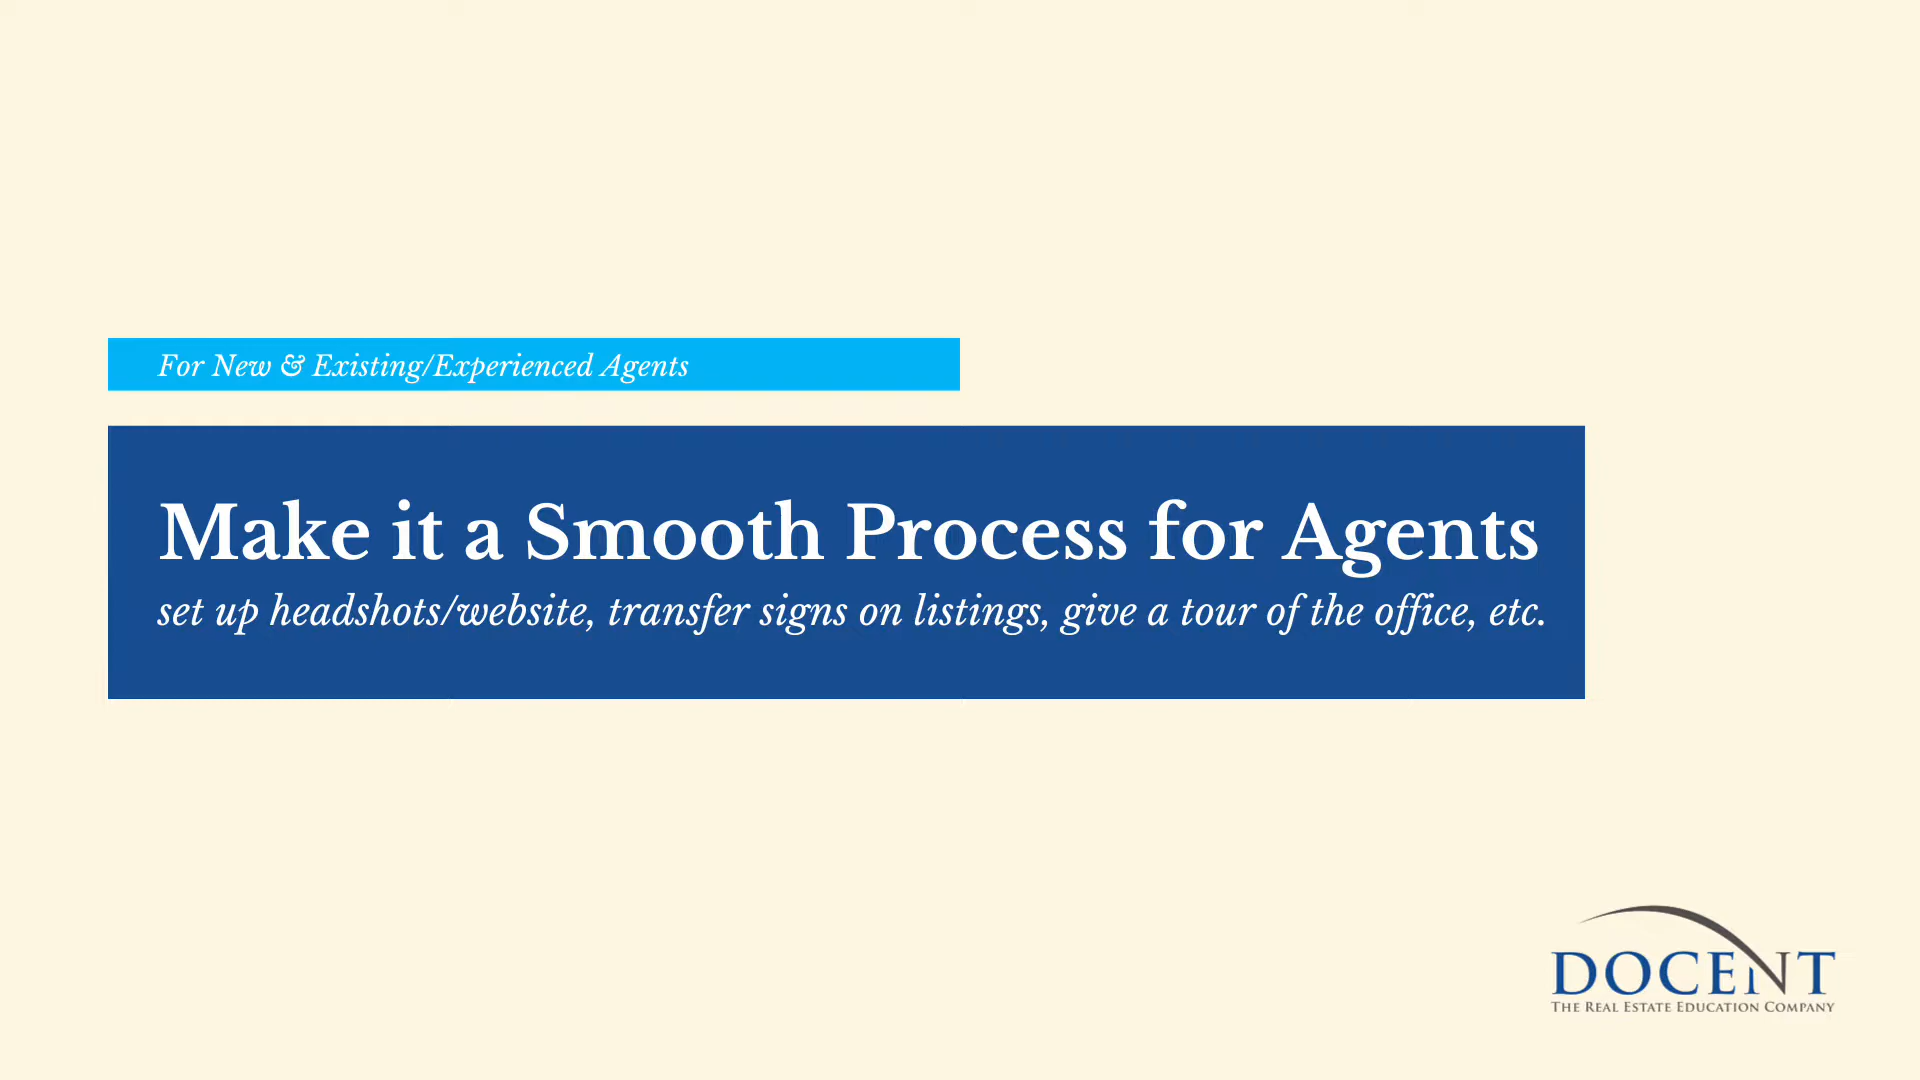 For New & Existing/Experienced Agents
Make it a Smooth Process for Agents
set up headshots/website, transfer signs on listings, give a tour of the office, etc.
DOCENT
THE REAL ESTATE EDUCATION COMPANY